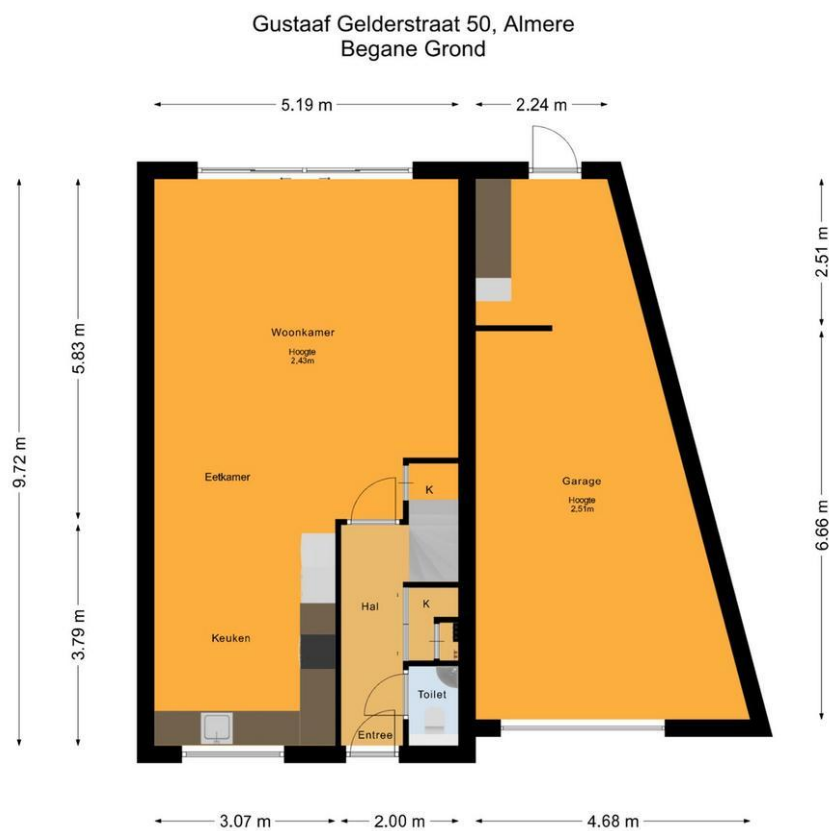 Gustaaf Gelderstraat 50, Almere
Begane Grond
5.19 m
2.24 m
2.51 m
5.83 m
9.72 m
Woonkamer
Hoogte
2,43m
Eetkamer
K
Garage
Hoogte
2,51m
6.66 m
3.79 m
Hal
K
Keuken
Toilet
Entree
3.07 m
2.00 m
4.68 m